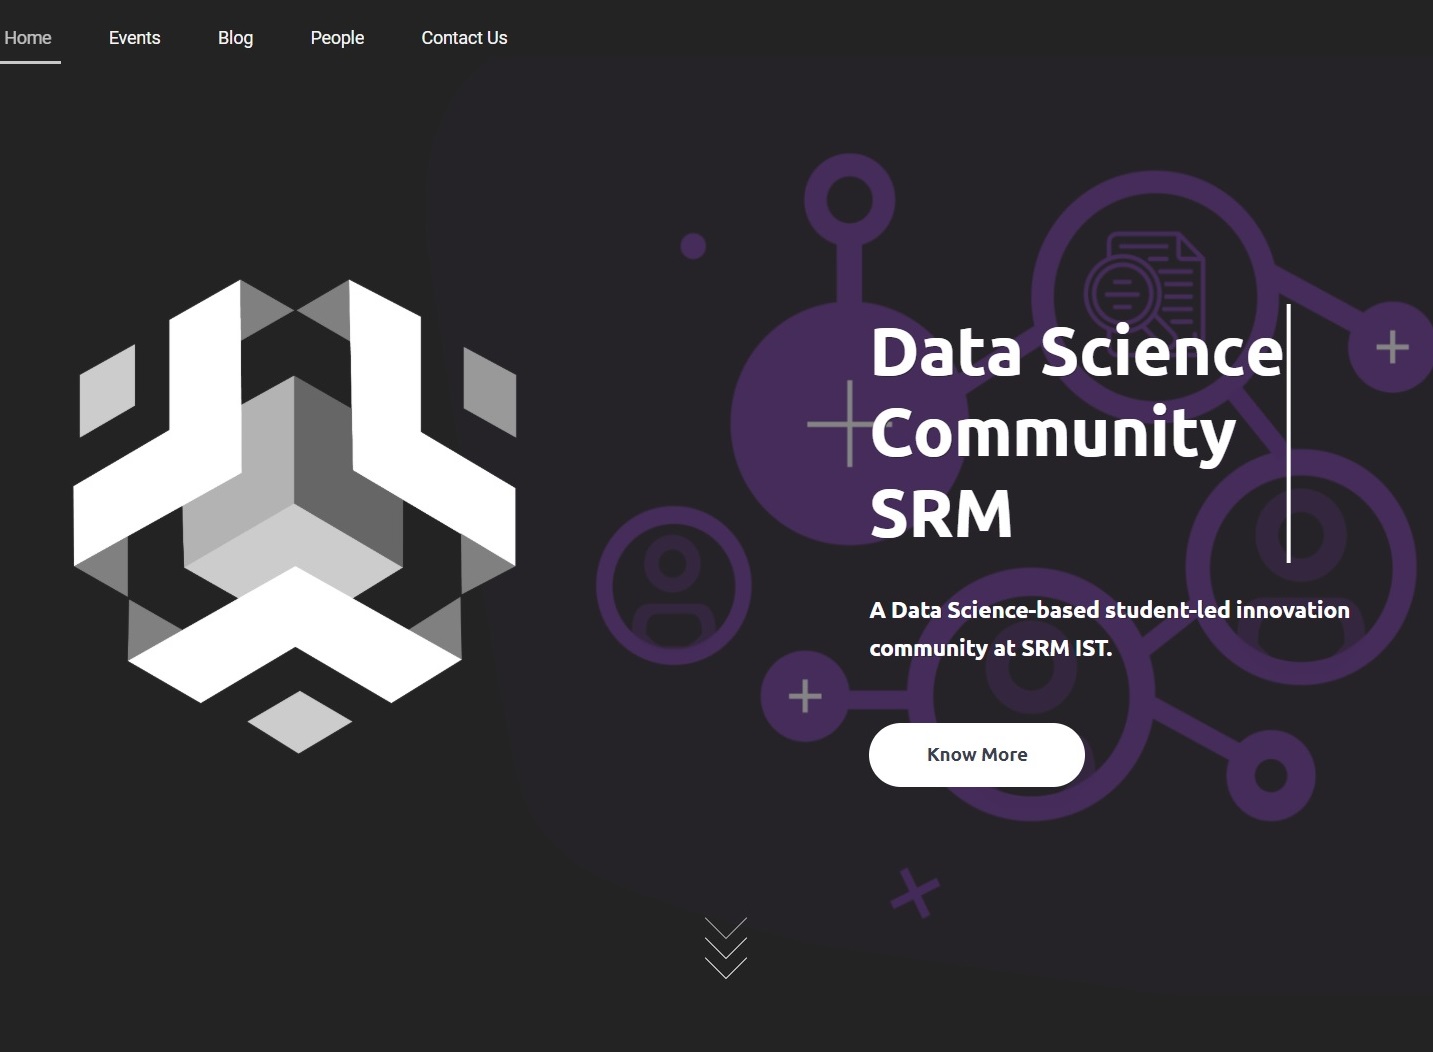 Home Events Blog People Contact Us
Data Science
Community
SRM
A Data Science-based student-led innovation
community at SRM IST.
Know More